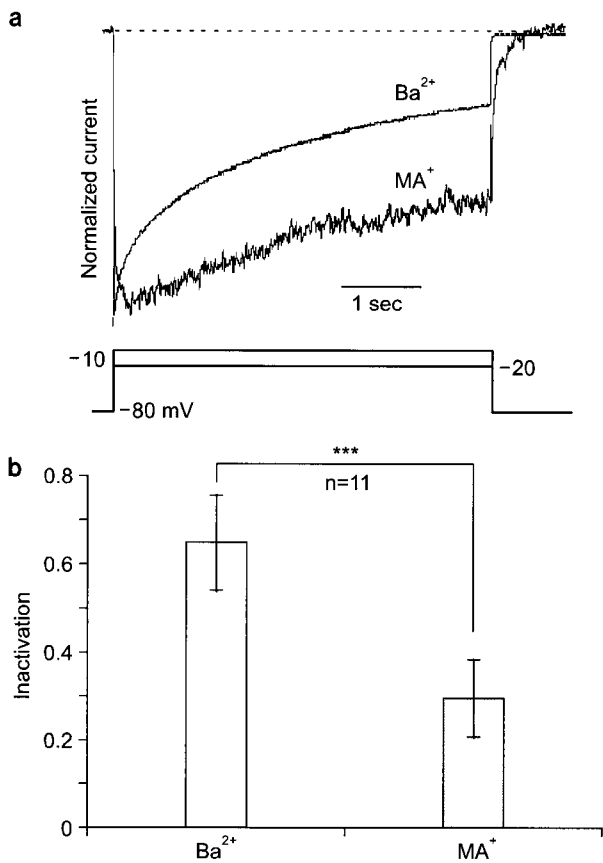 a
Normalized current
Ba²⁺
MA⁺
1 sec
−10
−20
−80 mV
b
***
n=11
Inactivation
0.8
0.6
0.4
0.2
0
Ba²⁺
MA⁺